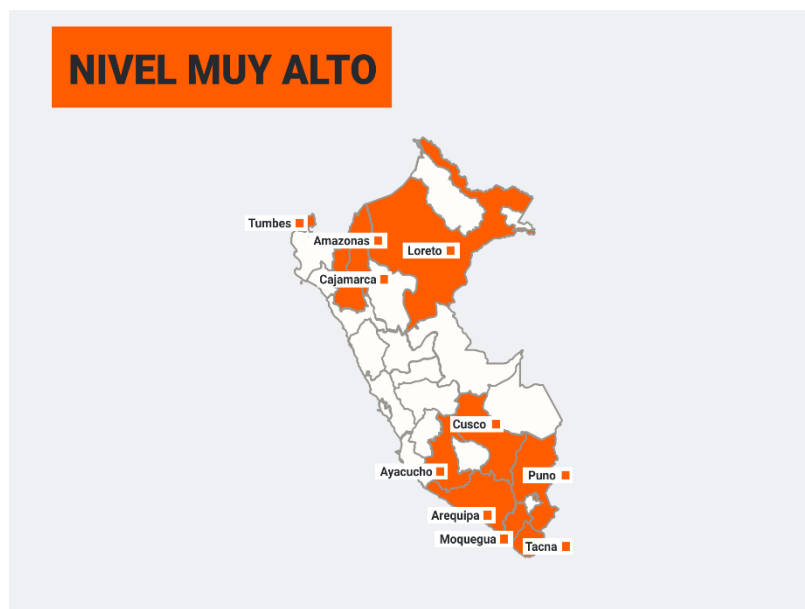 NIVEL MUY ALTO
Tumbes
Amazonas
Loreto
Cajamarca
Cusco
Ayacucho
Puno
Arequipa
Moquegua
Tacna